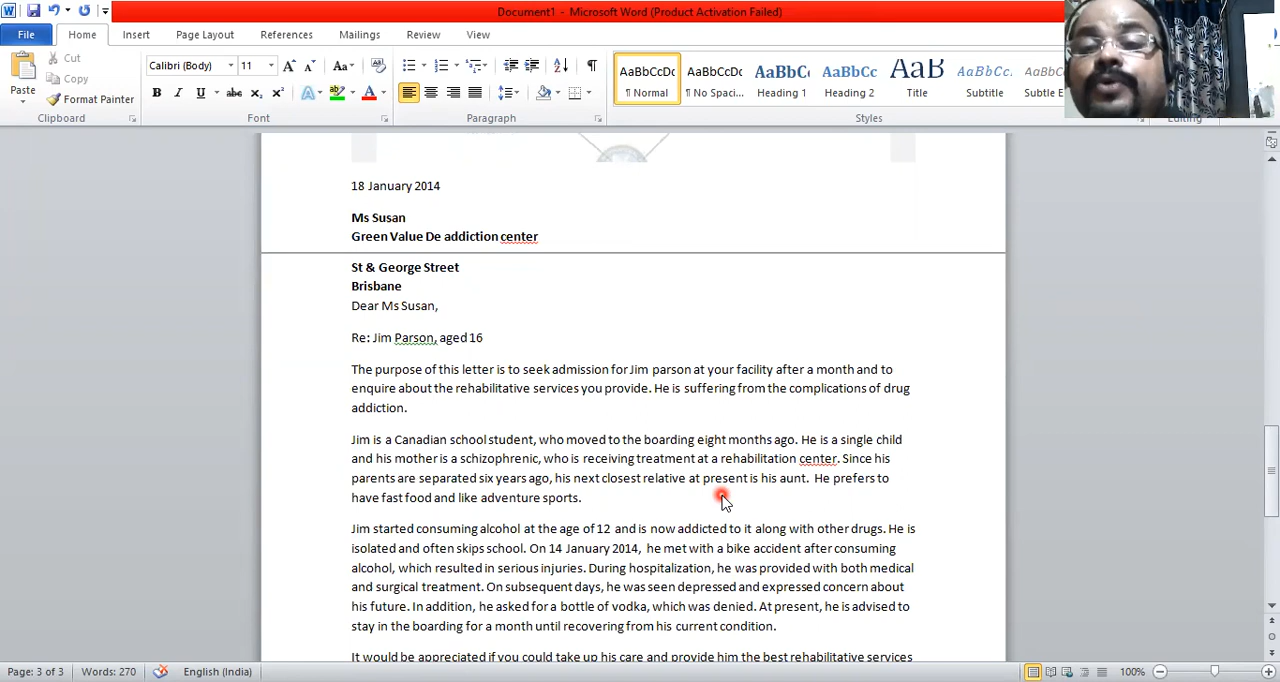 Document1 - Microsoft Word (Product Activation Failed)
File Home Insert Page Layout References Mailings Review View
Paste
Cut
Copy
Format Painter
Clipboard
Calibri (Body) 11
Font
Paragraph
AaBbCcDc AaBbCcDc AaBbC AaBbCc AaB AaBbCc. AaBbCc
¶ Normal ¶ No Spaci... Heading 1 Heading 2 Title Subtitle Subtle E
Styles
Editing
18 January 2014
Ms Susan
Green Value De addiction center
St & George Street
Brisbane
Dear Ms Susan,
Re: Jim Parson, aged 16
The purpose of this letter is to seek admission for Jim parson at your facility after a month and to
enquire about the rehabilitative services you provide. He is suffering from the complications of drug
addiction.
Jim is a Canadian school student, who moved to the boarding eight months ago. He is a single child
and his mother is a schizophrenic, who is receiving treatment at a rehabilitation center. Since his
parents are separated six years ago, his next closest relative at present is his aunt. He prefers to
have fast food and like adventure sports.
Jim started consuming alcohol at the age of 12 and is now addicted to it along with other drugs. He is
isolated and often skips school. On 14 January 2014, he met with a bike accident after consuming
alcohol, which resulted in serious injuries. During hospitalization, he was provided with both medical
and surgical treatment. On subsequent days, he was seen depressed and expressed concern about
his future. In addition, he asked for a bottle of vodka, which was denied. At present, he is advised to
stay in the boarding for a month until recovering from his current condition.
It would be appreciated if you could take up his care and provide him the best rehabilitative services
Page: 3 of 3 Words: 270 English (India) 100%